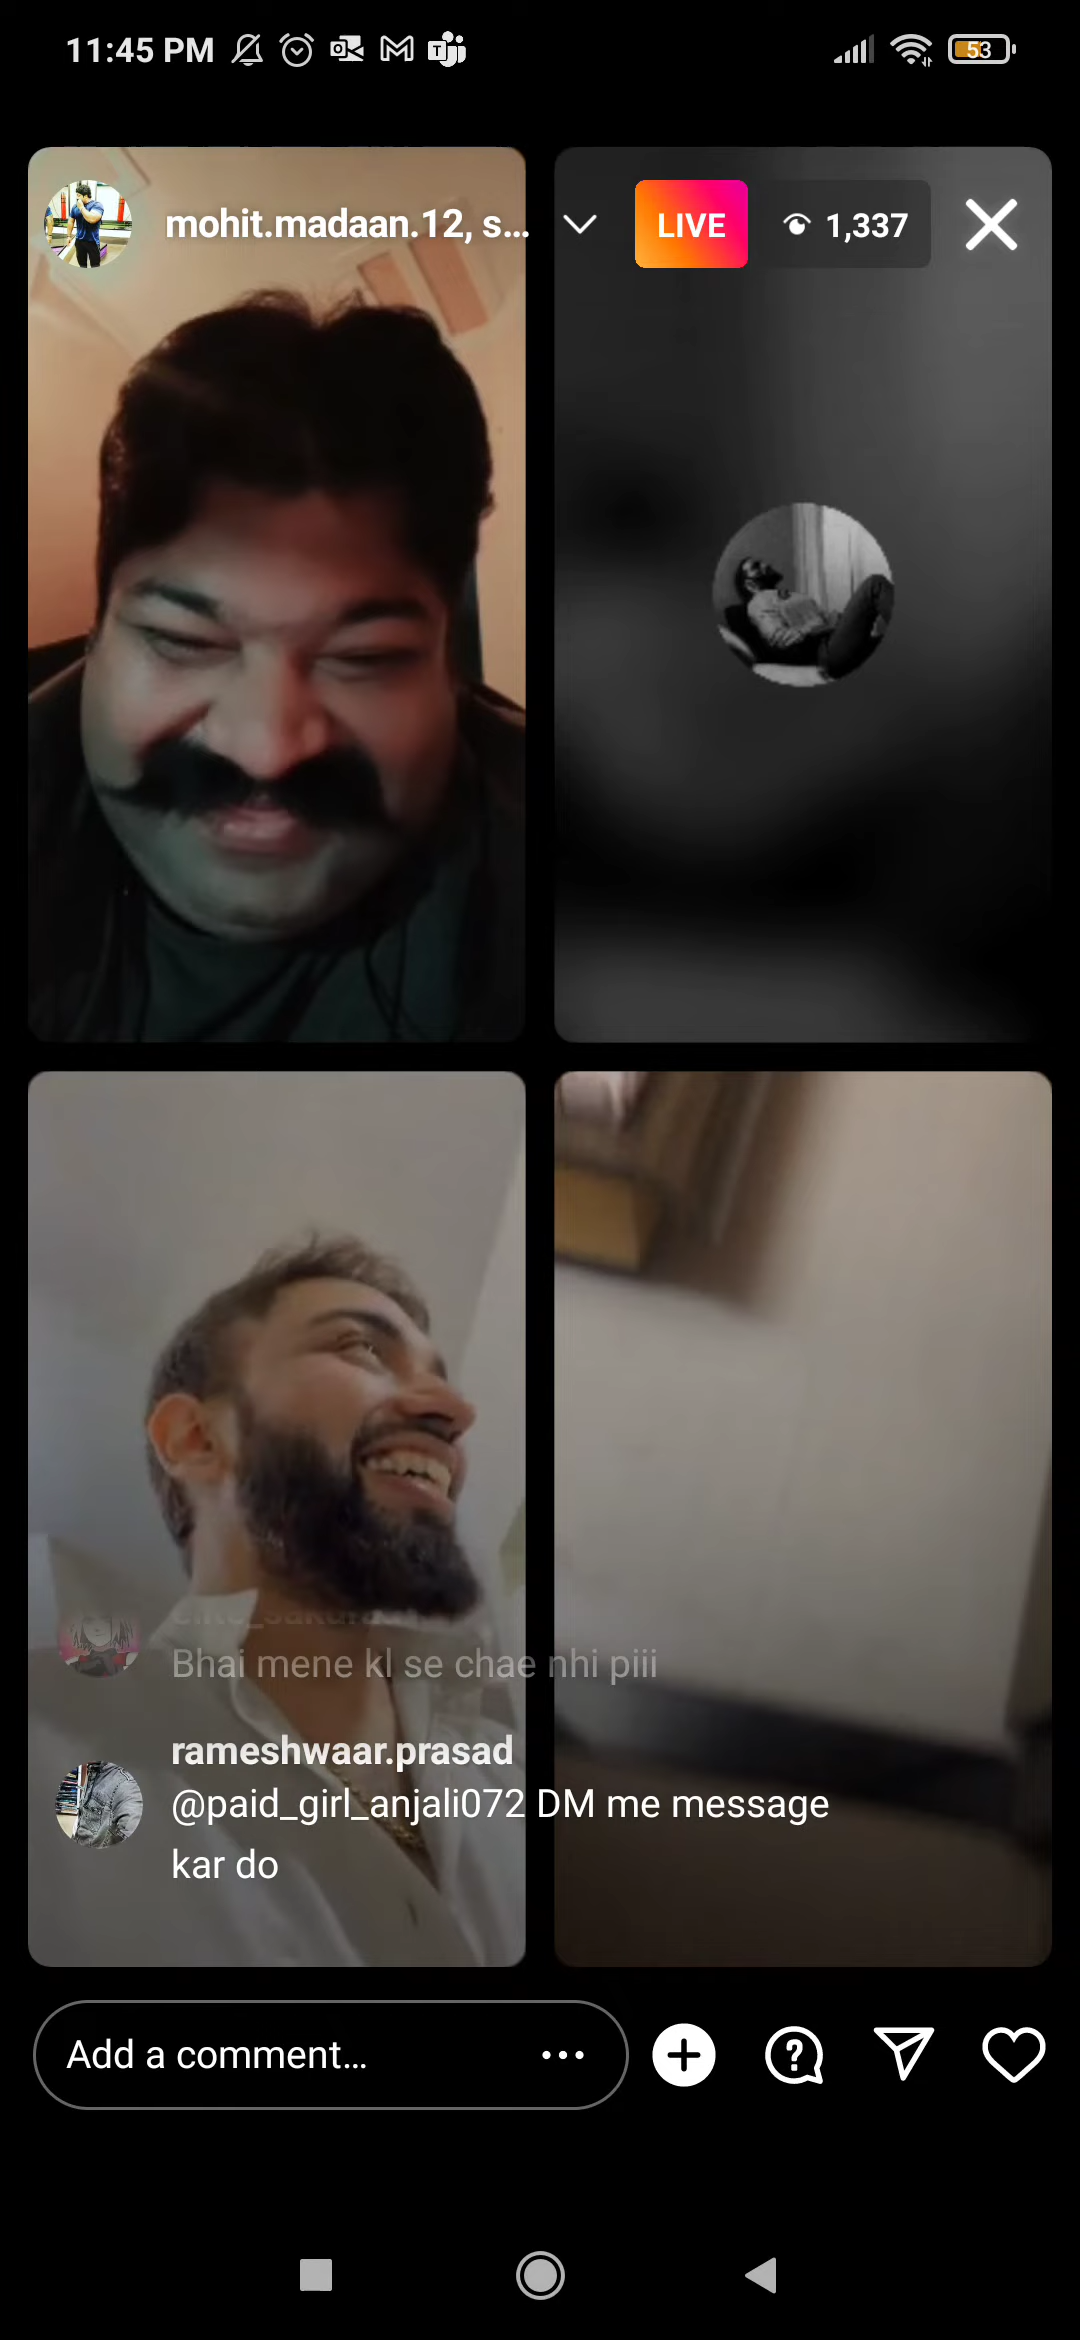 11:45 PM
53
mohit.madaan.12, s...
LIVE
1,337
Bhai mene kl se chae nhi piii
rameshwaar.prasad
@paid_girl_anjali072 DM me message
kar do
Add a comment...